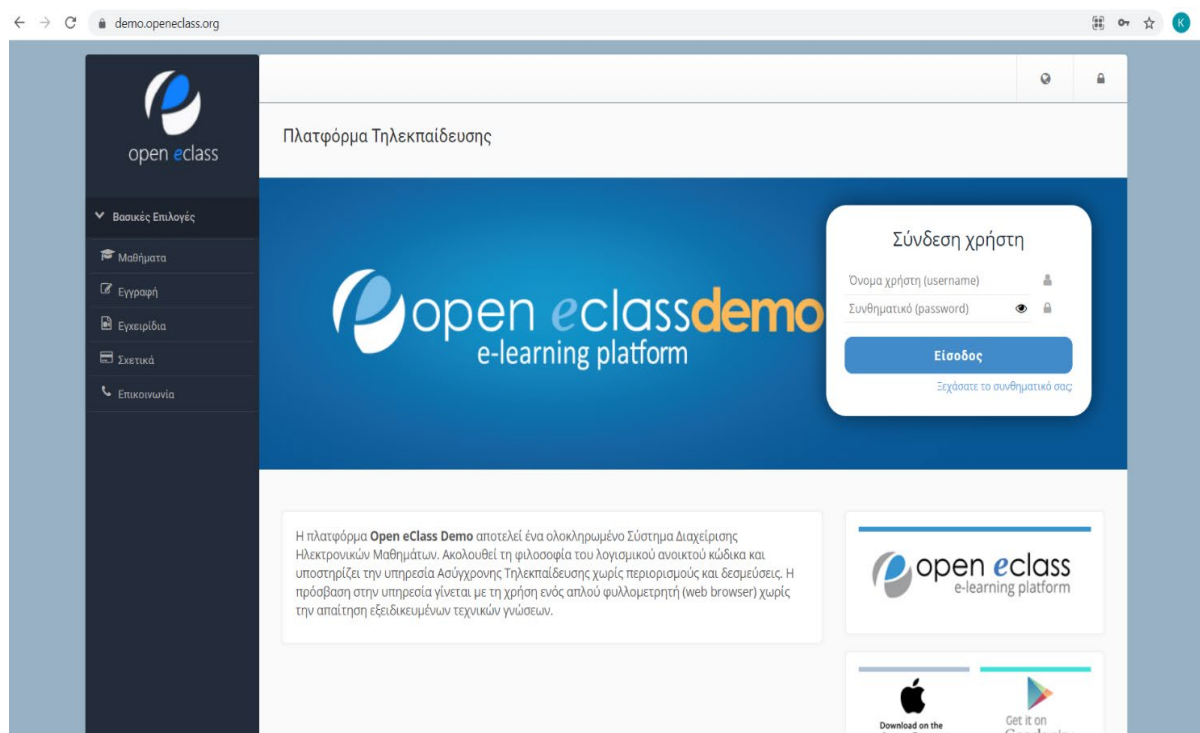 demo.openeclass.org
K
open eclass
Πλατφόρμα Τηλεκπαίδευσης
Βασικές Επιλογές
Μαθήματα
Εγγραφή
Εγχειρίδια
Σχετικά
Επικοινωνία
open eclassdemo
e-learning platform
Σύνδεση χρήστη
Όνομα χρήστη (username)
Συνθηματικό (password)
Είσοδος
Ξεχάσατε το συνθηματικό σας;
Η πλατφόρμα Open eClass Demo αποτελεί ένα ολοκληρωμένο Σύστημα Διαχείρισης
Ηλεκτρονικών Μαθημάτων. Ακολουθεί τη φιλοσοφία του λογισμικού ανοικτού κώδικα και
υποστηρίζει την υπηρεσία Ασύγχρονης Τηλεκπαίδευσης χωρίς περιορισμούς και δεσμεύσεις. Η
πρόσβαση στην υπηρεσία γίνεται με τη χρήση ενός απλού φυλλομετρητή (web browser) χωρίς
την απαίτηση εξειδικευμένων τεχνικών γνώσεων.
open eclass
e-learning platform
Download on the
Get it on